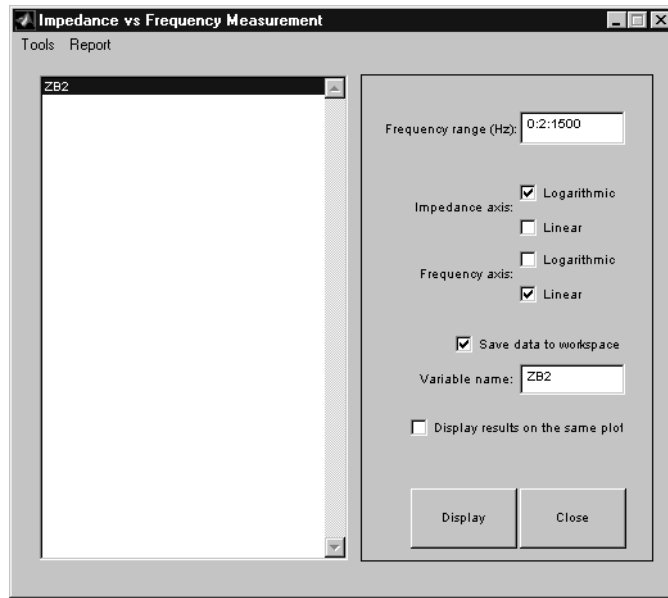 Impedance vs Frequency Measurement
Tools Report
ZB2
Frequency range (Hz): 0:2:1500
Logarithmic
Impedance axis:
Linear
Logarithmic
Frequency axis:
Linear
Save data to workspace
Variable name: ZB2
Display results on the same plot
Display Close